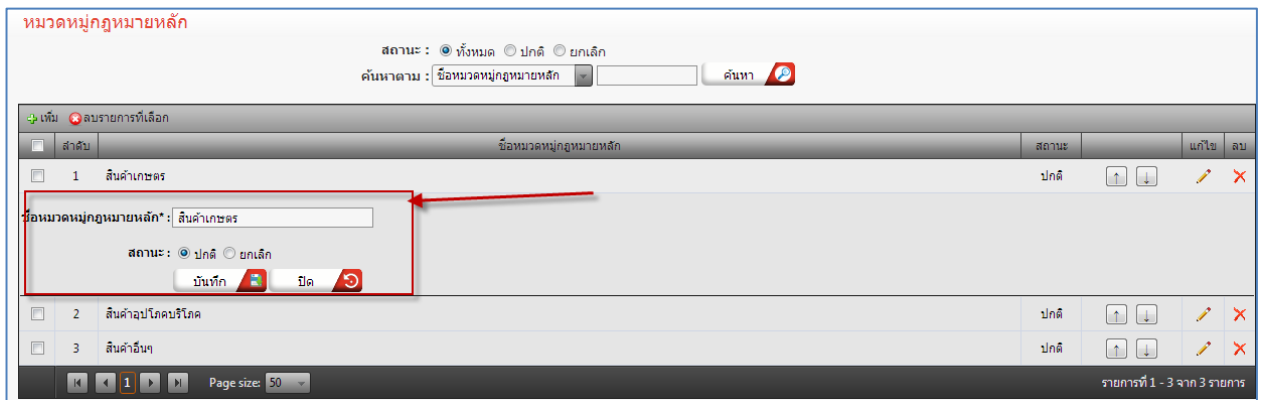 หมวดหมู่กฎหมายหลัก
สถานะ : ทั้งหมด ปกติ ยกเลิก
ค้นหาตาม : ชื่อหมวดหมู่กฎหมายหลัก ค้นหา
เพิ่ม ลบรายการที่เลือก
ลำดับ ชื่อหมวดหมู่กฎหมายหลัก สถานะ แก้ไข ลบ
1 สินค้าเกษตร ปกติ ↑ ↓
ชื่อหมวดหมู่กฎหมายหลัก* : สินค้าเกษตร
สถานะ : ปกติ ยกเลิก
บันทึก ปิด
2 สินค้าอุปโภคบริโภค ปกติ ↑ ↓
3 สินค้าอื่นๆ ปกติ ↑ ↓
1 Page size: 50 รายการที่ 1 - 3 จาก 3 รายการ